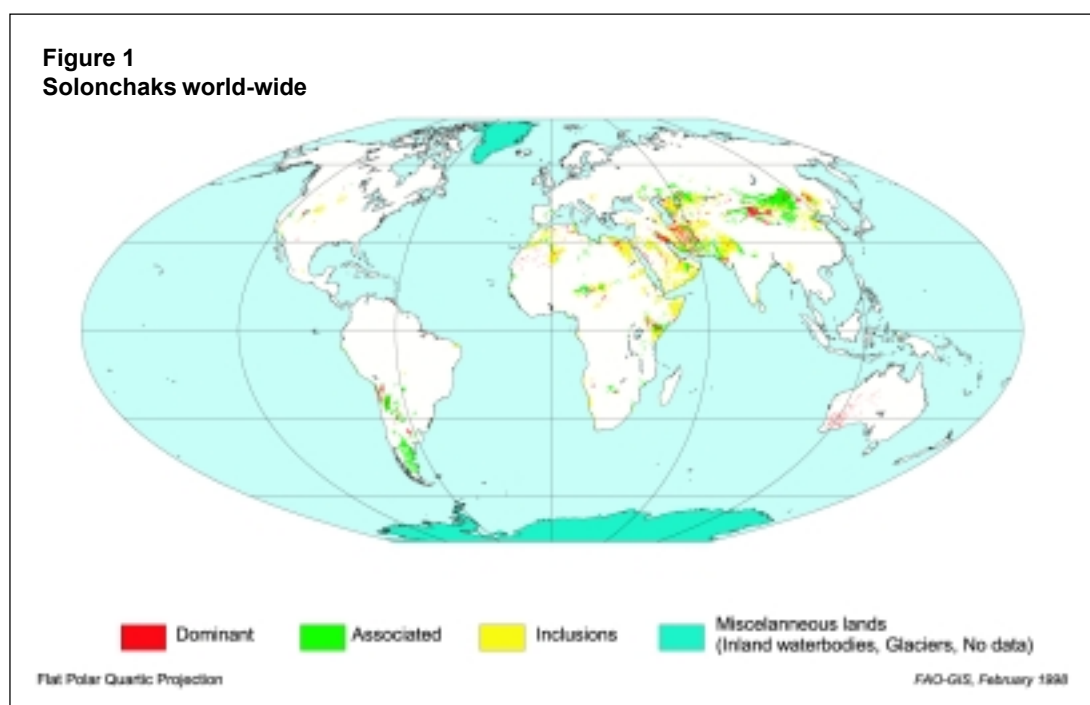 Figure 1
Solonchaks world-wide
Dominant
Associated
Inclusions
Miscelanneous lands
(Inland waterbodies, Glaciers, No data)
Flat Polar Quartic Projection
FAO-GIS, February 1998